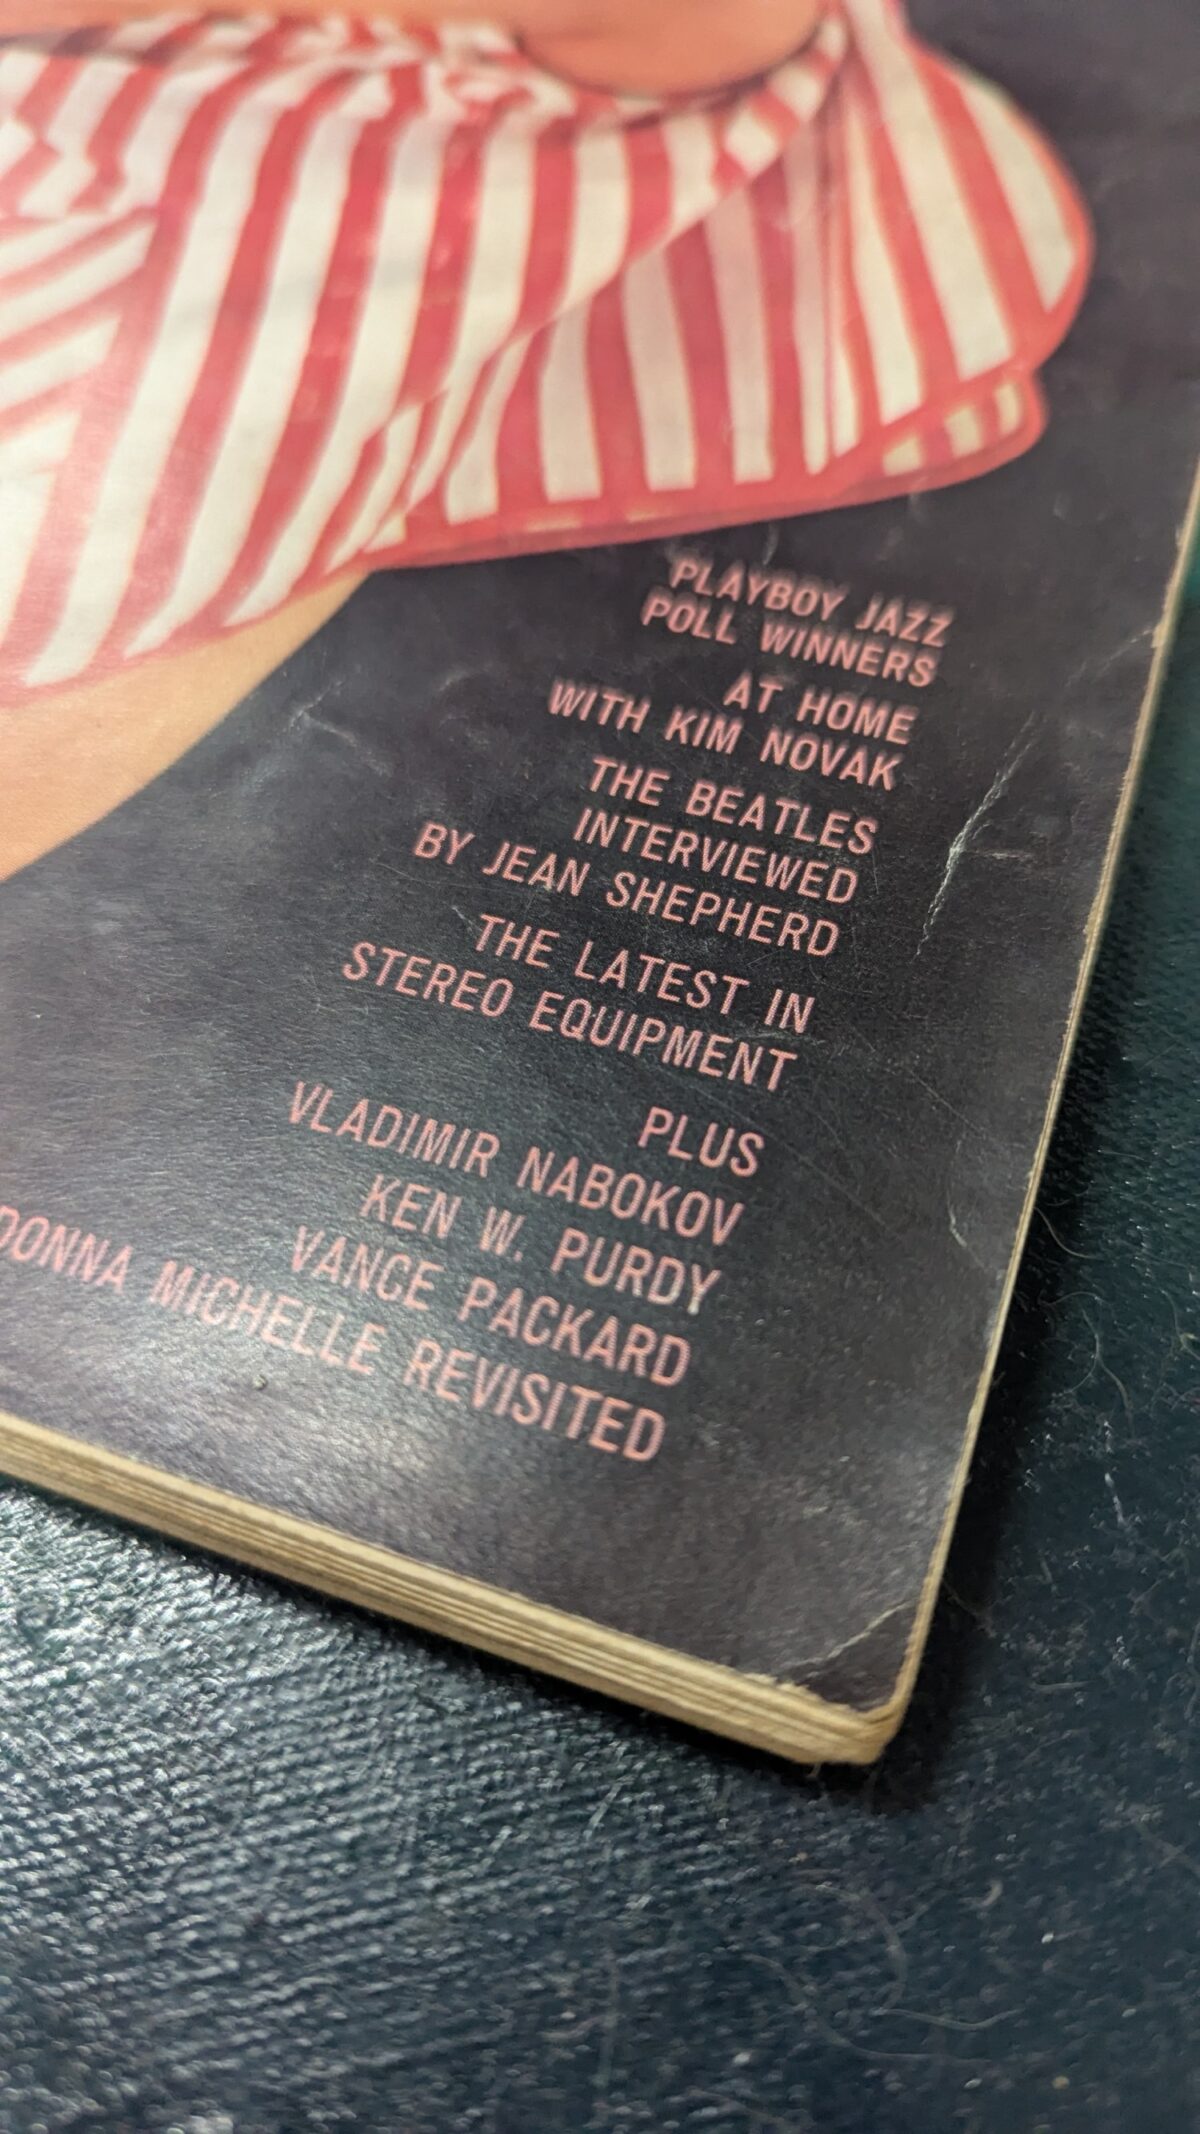 PLAYBOY JAZZ
POLL WINNERS
AT HOME
WITH KIM NOVAK
THE BEATLES
INTERVIEWED
BY JEAN SHEPHERD
THE LATEST IN
STEREO EQUIPMENT
PLUS
VLADIMIR NABOKOV
KEN W. PURDY
VANCE PACKARD
DONNA MICHELLE REVISITED